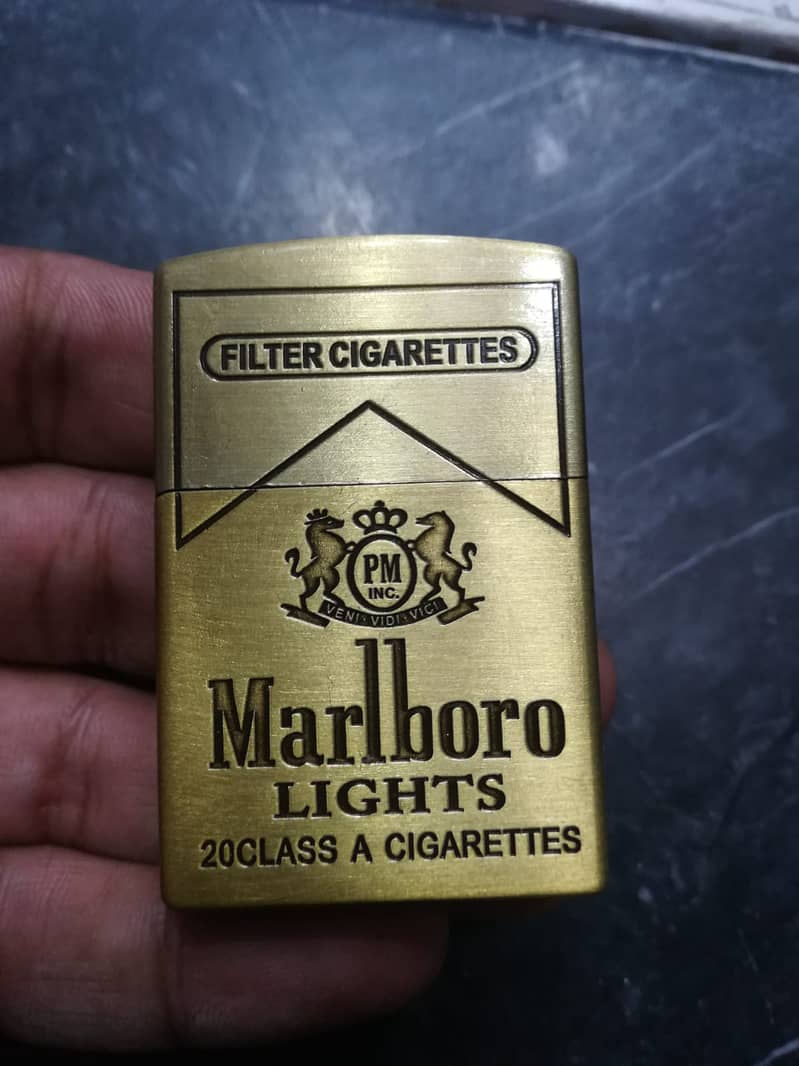 FILTER CIGARETTES
PM
INC.
VENI·VIDI·VICI
Marlboro
LIGHTS
20CLASS A CIGARETTES